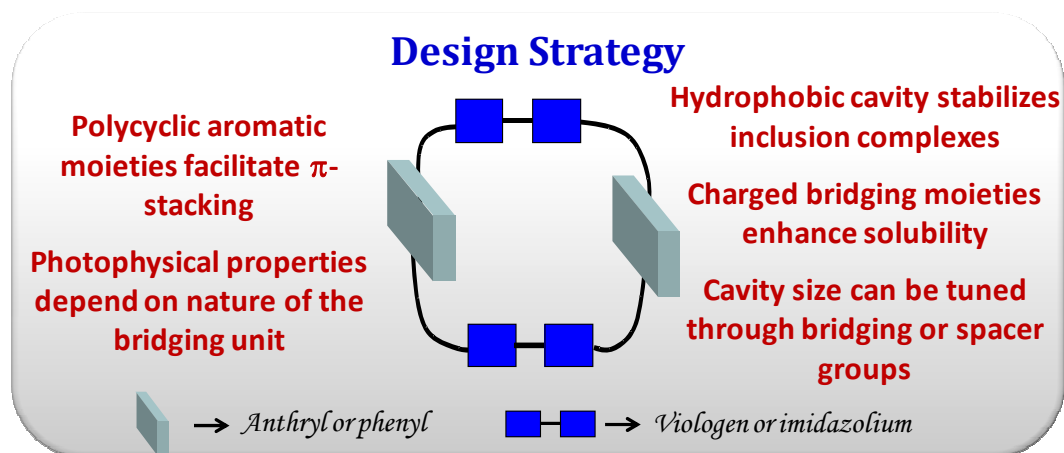 Design Strategy
Polycyclic aromatic
moieties facilitate π-
stacking
Photophysical properties
depend on nature of the
bridging unit
Hydrophobic cavity stabilizes
inclusion complexes
Charged bridging moieties
enhance solubility
Cavity size can be tuned
through bridging or spacer
groups
Anthryl or phenyl
Viologen or imidazolium